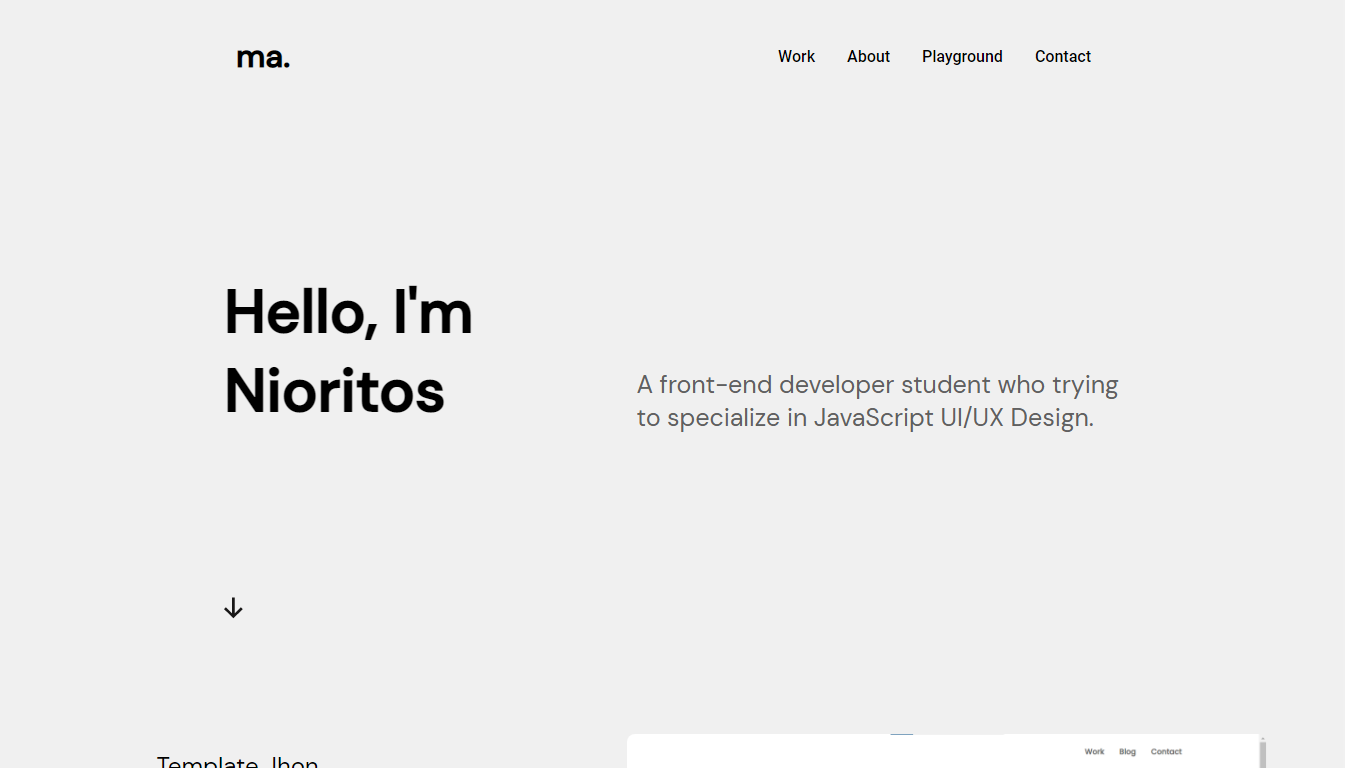 ma.
Work About Playground Contact
Hello, I'm
Nioritos
A front-end developer student who trying
to specialize in JavaScript UI/UX Design.
Template Jhon
Work Blog Contact